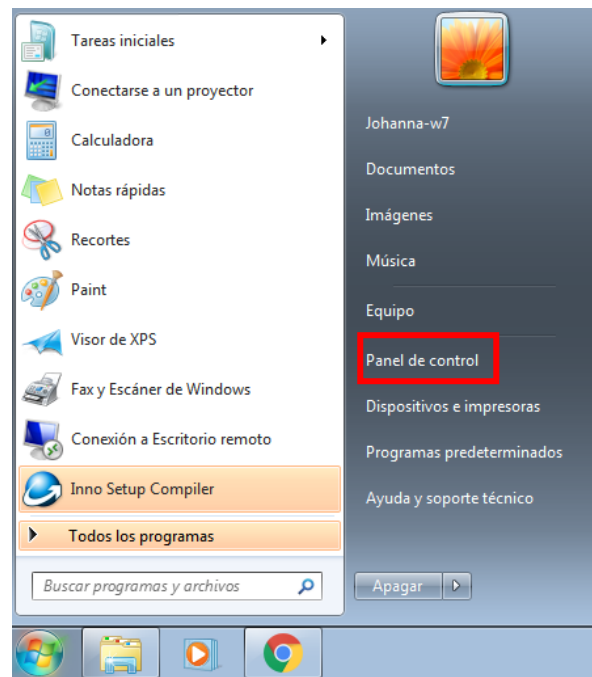 Tareas iniciales
Conectarse a un proyector
Calculadora
Notas rápidas
Recortes
Paint
Visor de XPS
Fax y Escáner de Windows
Conexión a Escritorio remoto
Inno Setup Compiler
Todos los programas
Buscar programas y archivos
Johanna-w7
Documentos
Imágenes
Música
Equipo
Panel de control
Dispositivos e impresoras
Programas predeterminados
Ayuda y soporte técnico
Apagar